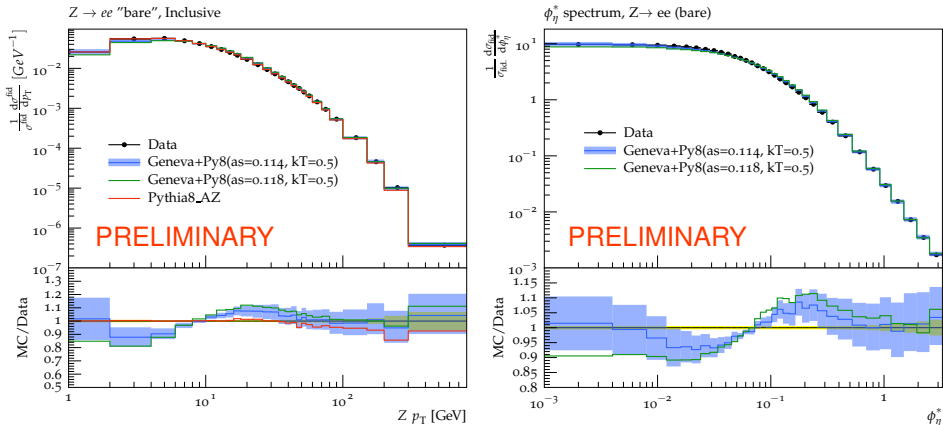 Z → ee "bare", Inclusive
1/σ^fid dσ^fid/dp_T [GeV⁻¹]
10⁻²
10⁻³
10⁻⁴
10⁻⁵
10⁻⁶
10⁻⁷
Data
Geneva+Py8(as=0.114, kT=0.5)
Geneva+Py8(as=0.118, kT=0.5)
Pythia8_AZ
PRELIMINARY
MC/Data
1.3
1.2
1.1
1.0
0.9
0.8
0.7
0.6
0.5
1
10¹
10²
Z p_T [GeV]
ϕ*_η spectrum, Z→ ee (bare)
1/σ_fid. dσ_fid/dϕ*_η
10¹
1
10⁻¹
10⁻²
10⁻³
Data
Geneva+Py8(as=0.114, kT=0.5)
Geneva+Py8(as=0.118, kT=0.5)
PRELIMINARY
MC/Data
1.15
1.1
1.05
1
0.95
0.9
0.85
0.8
10⁻³
10⁻²
10⁻¹
1
ϕ*_η